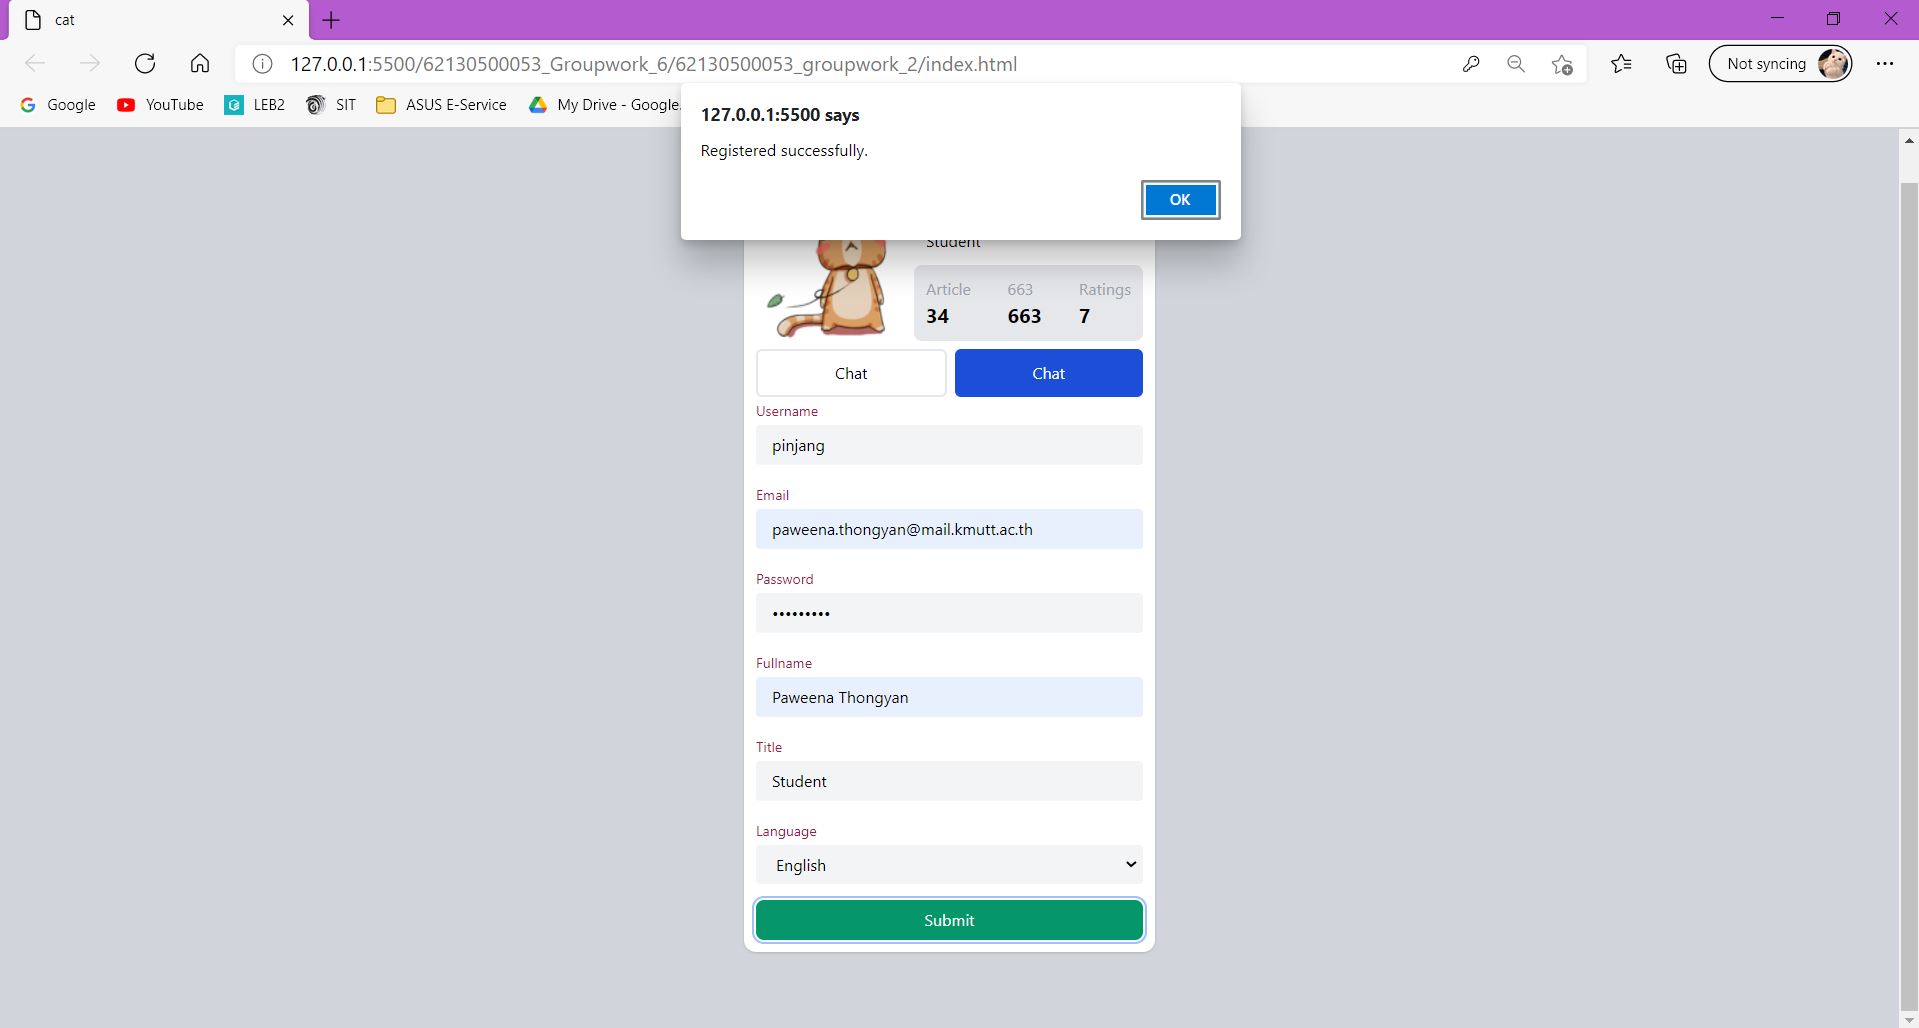 cat
127.0.0.1:5500/62130500053_Groupwork_6/62130500053_groupwork_2/index.html
Not syncing
Google YouTube LEB2 SIT ASUS E-Service My Drive - Google
127.0.0.1:5500 says
Registered successfully.
OK
Student
Article 663 Ratings
34 663 7
Chat Chat
Username
pinjang
Email
paweena.thongyan@mail.kmutt.ac.th
Password
•••••••••
Fullname
Paweena Thongyan
Title
Student
Language
English
Submit